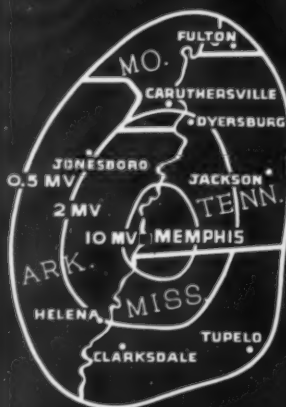 FULTON
MO.
CARUTHERSVILLE
DYERSBURG
JONESBORO
0.5 MV
JACKSON
TENN.
2 MV
10 MV
MEMPHIS
ARK.
MISS.
HELENA
TUPELO
CLARKSDALE